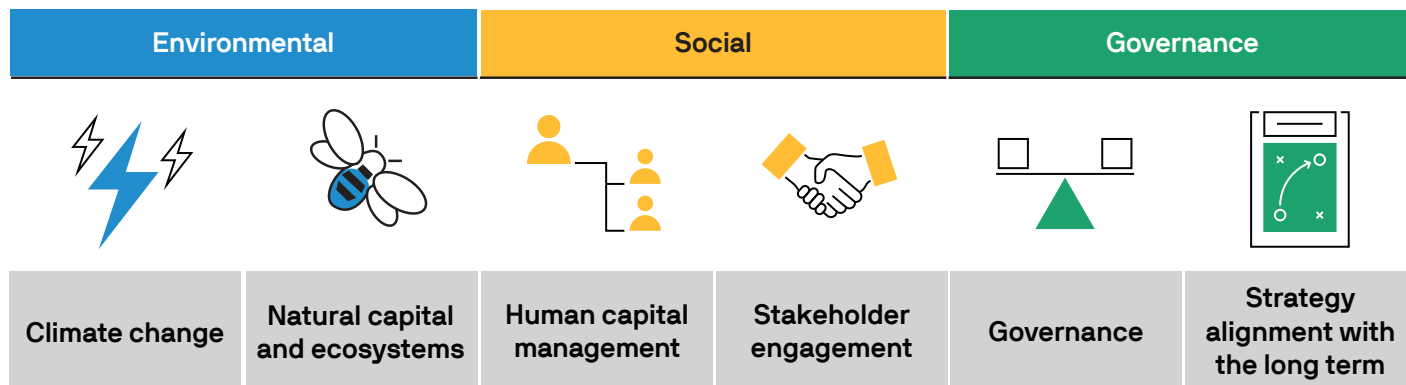 Environmental
Social
Governance
Climate change
Natural capital
and ecosystems
Human capital
management
Stakeholder
engagement
Governance
Strategy
alignment with
the long term